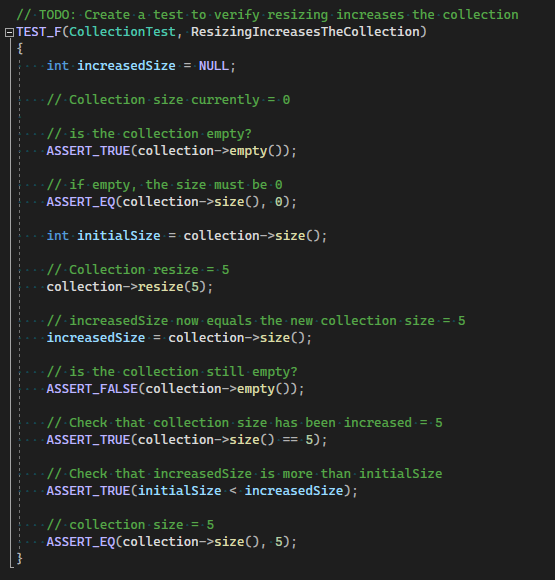 // TODO: Create a test to verify resizing increases the collection
TEST_F(CollectionTest, ResizingIncreasesTheCollection)
{
int increasedSize = NULL;
// Collection size currently = 0
// is the collection empty?
ASSERT_TRUE(collection->empty());
// if empty, the size must be 0
ASSERT_EQ(collection->size(), 0);
int initialSize = collection->size();
// Collection resize = 5
collection->resize(5);
// increasedSize now equals the new collection size = 5
increasedSize = collection->size();
// is the collection still empty?
ASSERT_FALSE(collection->empty());
// Check that collection size has been increased = 5
ASSERT_TRUE(collection->size() == 5);
// Check that increasedSize is more than initialSize
ASSERT_TRUE(initialSize < increasedSize);
// collection size = 5
ASSERT_EQ(collection->size(), 5);
}